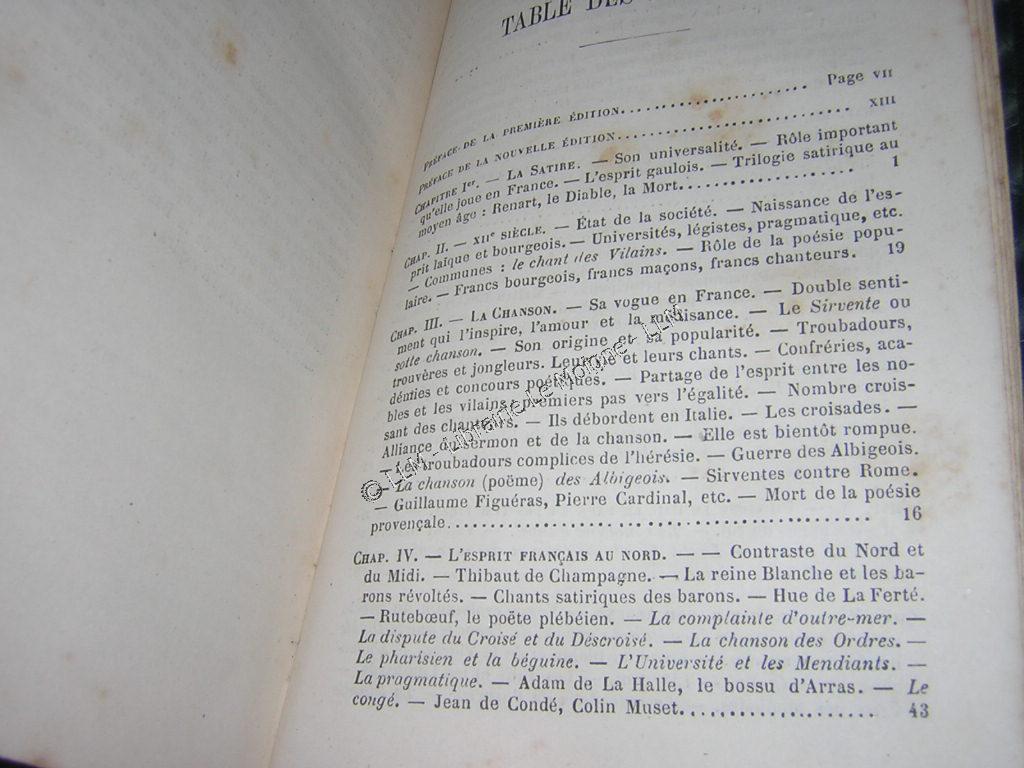 TABLE DES
PRÉFACE DE LA PREMIÈRE ÉDITION........................ Page VII
PRÉFACE DE LA NOUVELLE ÉDITION........................ XIII
CHAPITRE Ier. — LA SATIRE. — Son universalité. — Rôle important
qu'elle joue en France. — L'esprit gaulois. — Trilogie satirique au
moyen âge : Renart, le Diable, la Mort.................. 1
CHAP. II. — XIIe SIÈCLE. — État de la société. — Naissance de l'es-
prit laïque et bourgeois. — Universités, légistes, pragmatique, etc.
— Communes : le chant des Vilains. — Rôle de la poésie popu-
laire. — Francs bourgeois, francs maçons, francs chanteurs. 19
CHAP. III. — LA CHANSON. — Sa vogue en France. — Double senti-
ment qui l'inspire, l'amour et la médisance. — Le Sirvente ou
sotte chanson. — Son origine et sa popularité. — Troubadours,
trouvères et jongleurs. Leur vie et leurs chants. — Confréries, aca-
démies et concours poétiques. — Partage de l'esprit entre les no-
bles et les vilains : premiers pas vers l'égalité. — Nombre crois-
sant des chanteurs. — Ils débordent en Italie. — Les croisades. —
Alliance du sermon et de la chanson. — Elle est bientôt rompue.
— Les troubadours complices de l'hérésie. — Guerre des Albigeois.
— La chanson (poëme) des Albigeois. — Sirventes contre Rome.
— Guillaume Figuéras, Pierre Cardinal, etc. — Mort de la poésie
provençale........................................ 16
CHAP. IV. — L'ESPRIT FRANÇAIS AU NORD. — — Contraste du Nord et
du Midi. — Thibaut de Champagne. — La reine Blanche et les ba-
rons révoltés. — Chants satiriques des barons. — Hue de La Ferté.
— Rutebœuf, le poëte plébéien. — La complainte d'outre-mer. —
La dispute du Croisé et du Descroisé. — La chanson des Ordres. —
Le pharisien et la béguine. — L'Université et les Mendiants. —
La pragmatique. — Adam de La Halle, le bossu d'Arras. — Le
congé. — Jean de Condé, Colin Muset................... 43
© LLM - Librairie Le Moigne - LLM